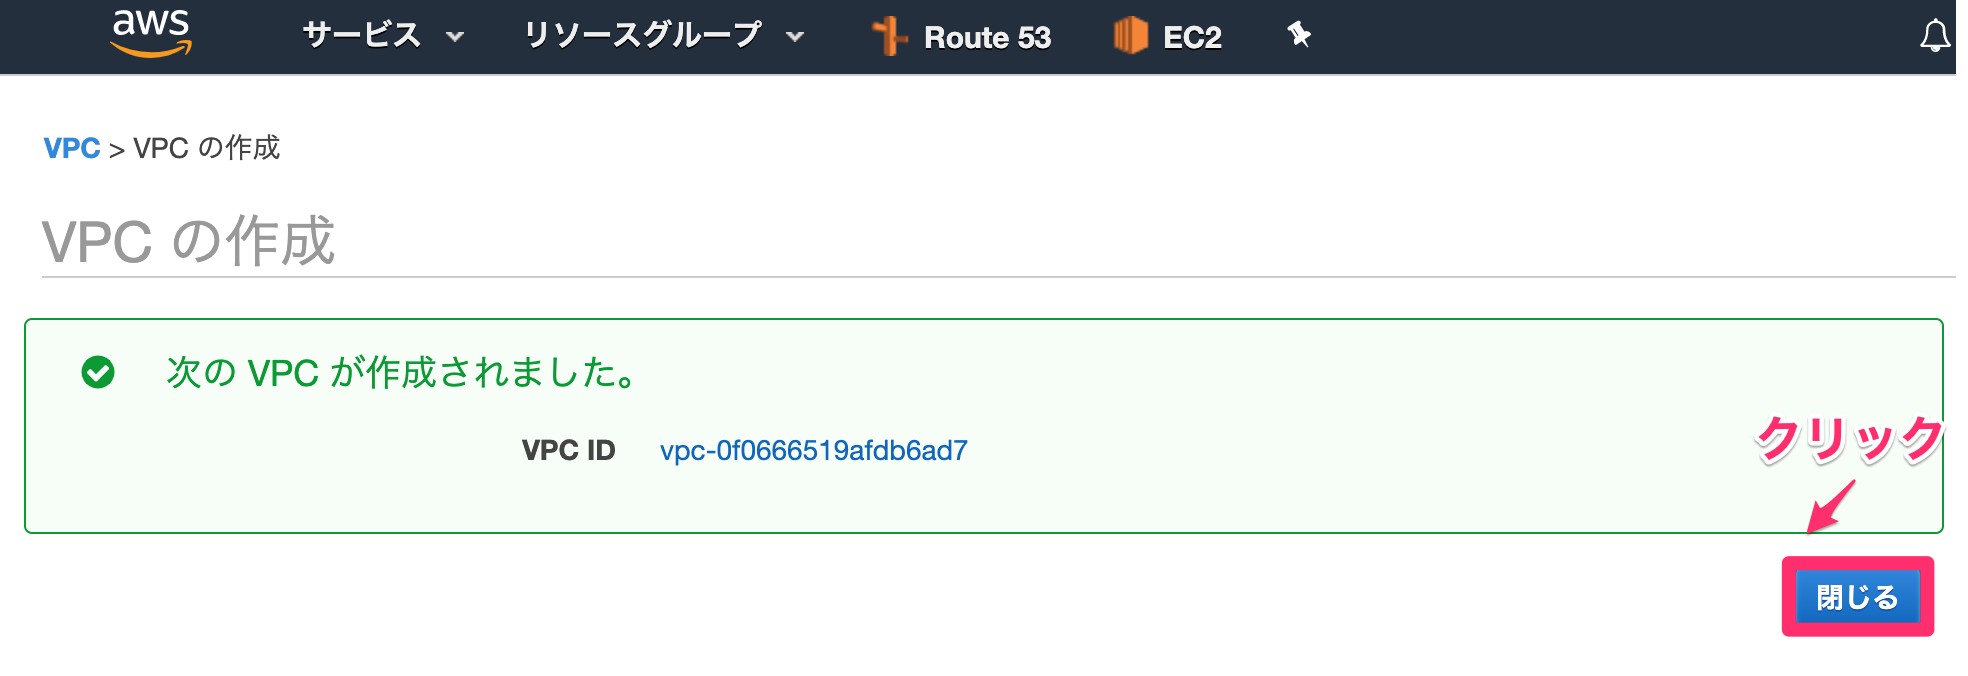 aws サービス リソースグループ Route 53 EC2
VPC > VPC の作成
VPC の作成
次の VPC が作成されました。
VPC ID vpc-0f0666519afdb6ad7
クリック
閉じる